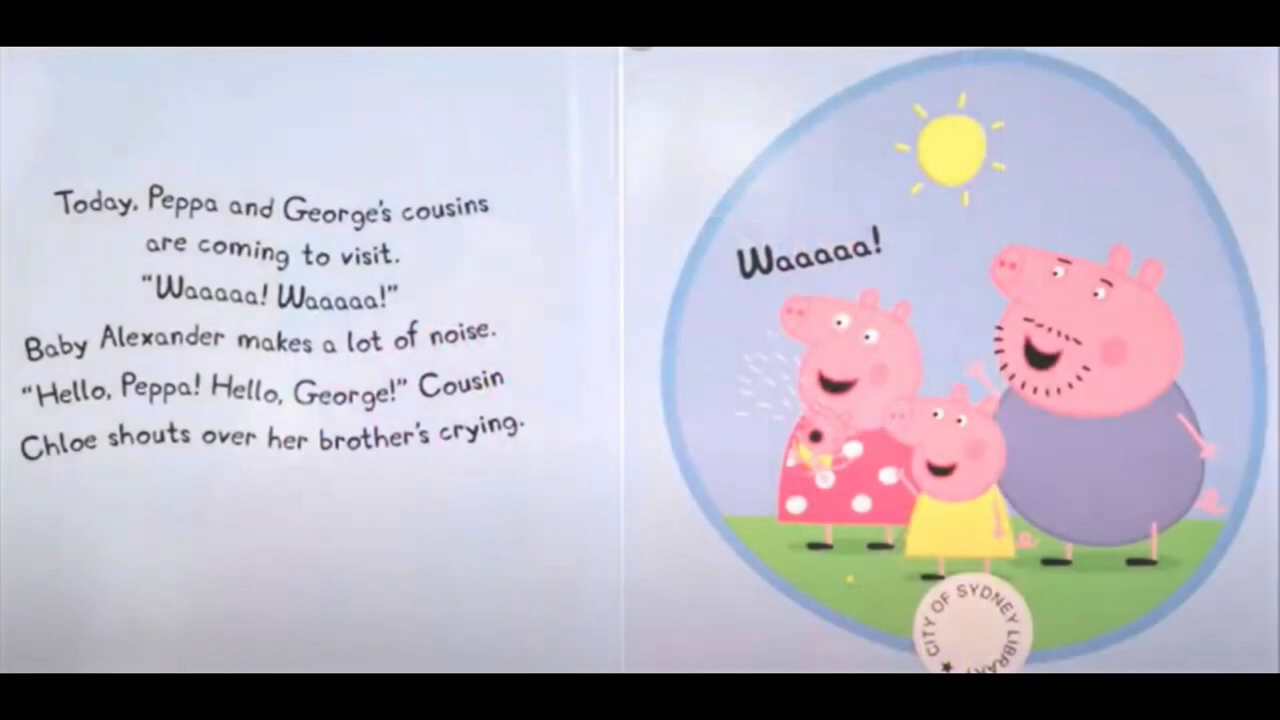 Today, Peppa and George's cousins
are coming to visit.
"Waaaaa! Waaaaa!"
Baby Alexander makes a lot of noise.
"Hello, Peppa! Hello, George!" Cousin
Chloe shouts over her brother's crying.
Waaaaa!
CITY OF SYDNEY LIBRARY